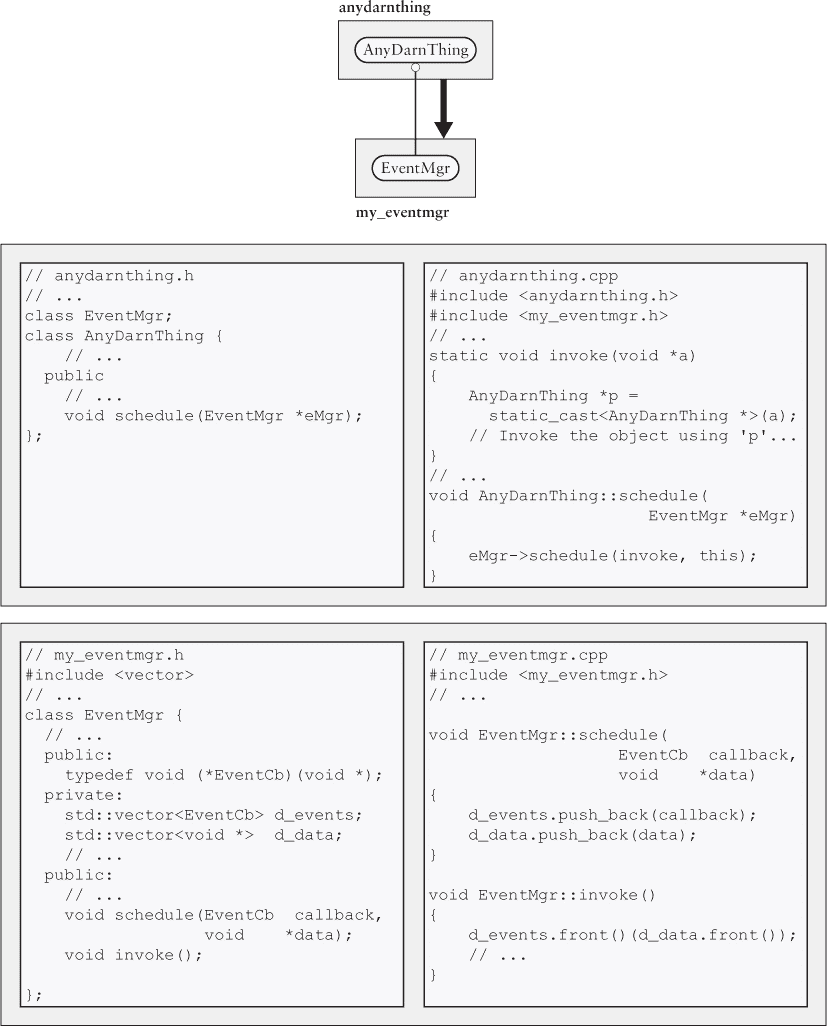 anydarnthing
AnyDarnThing
EventMgr
my_eventmgr
// anydarnthing.h
// ...
class EventMgr;
class AnyDarnThing {
    // ...
  public
    // ...
    void schedule(EventMgr *eMgr);
};
// anydarnthing.cpp
#include <anydarnthing.h>
#include <my_eventmgr.h>
// ...
static void invoke(void *a)
{
    AnyDarnThing *p =
      static_cast<AnyDarnThing *>(a);
    // Invoke the object using 'p'...
}
// ...
void AnyDarnThing::schedule(
                      EventMgr *eMgr)
{
    eMgr->schedule(invoke, this);
}
// my_eventmgr.h
#include <vector>
// ...
class EventMgr {
  // ...
  public:
    typedef void (*EventCb)(void *);
  private:
    std::vector<EventCb> d_events;
    std::vector<void *>  d_data;
    // ...
  public:
    // ...
    void schedule(EventCb  callback,
                  void    *data);
    void invoke();
};
// my_eventmgr.cpp
#include <my_eventmgr.h>
// ...
void EventMgr::schedule(
                   EventCb  callback,
                   void    *data)
{
    d_events.push_back(callback);
    d_data.push_back(data);
}
void EventMgr::invoke()
{
    d_events.front()(d_data.front());
    // ...
}